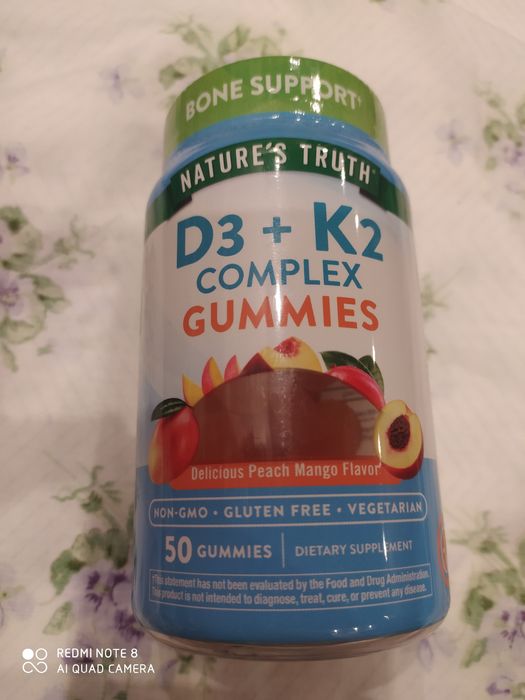 BONE SUPPORT†
NATURE'S TRUTH
D3 + K2
COMPLEX
GUMMIES
Delicious Peach Mango Flavor
NON-GMO • GLUTEN FREE • VEGETARIAN
50 GUMMIES | DIETARY SUPPLEMENT
†This statement has not been evaluated by the Food and Drug Administration.
This product is not intended to diagnose, treat, cure, or prevent any disease.
REDMI NOTE 8
AI QUAD CAMERA